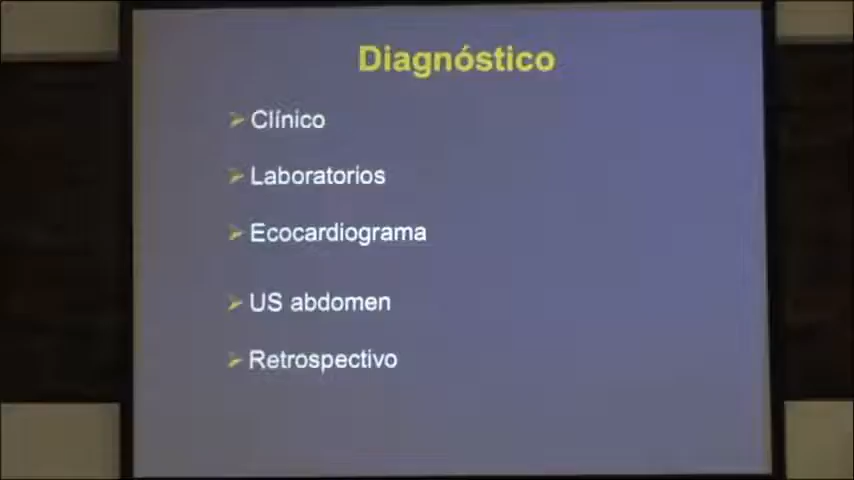 Diagnóstico
Clínico
Laboratorios
Ecocardiograma
US abdomen
Retrospectivo